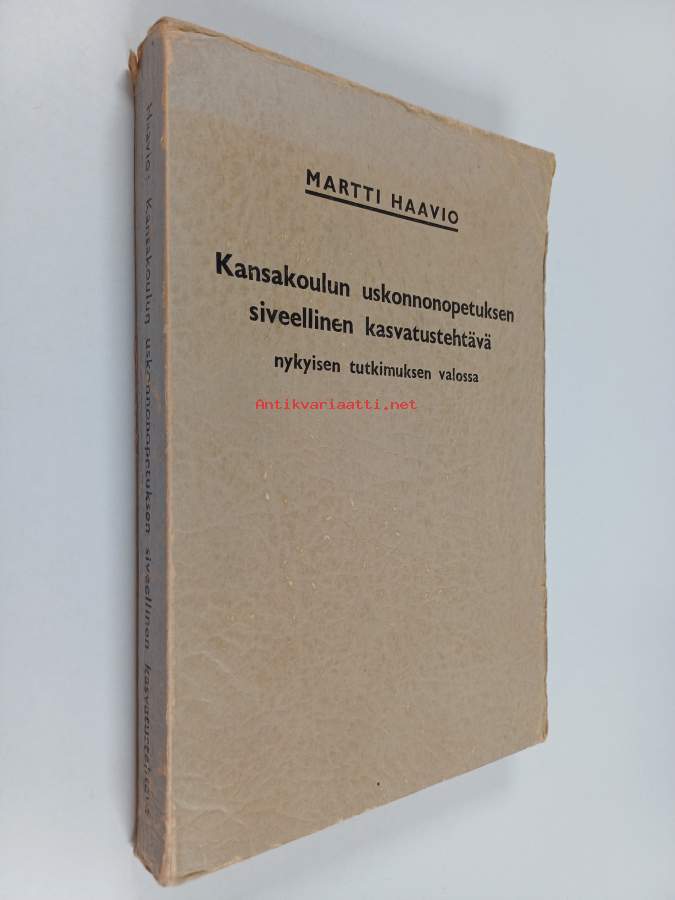 MARTTI HAAVIO
Kansakoulun uskonnonopetuksen
siveellinen kasvatustehtävä
nykyisen tutkimuksen valossa
Antikvariaatti.net
Haavio: Kansakoulun uskonnonopetuksen siveellinen kasvatustehtävä